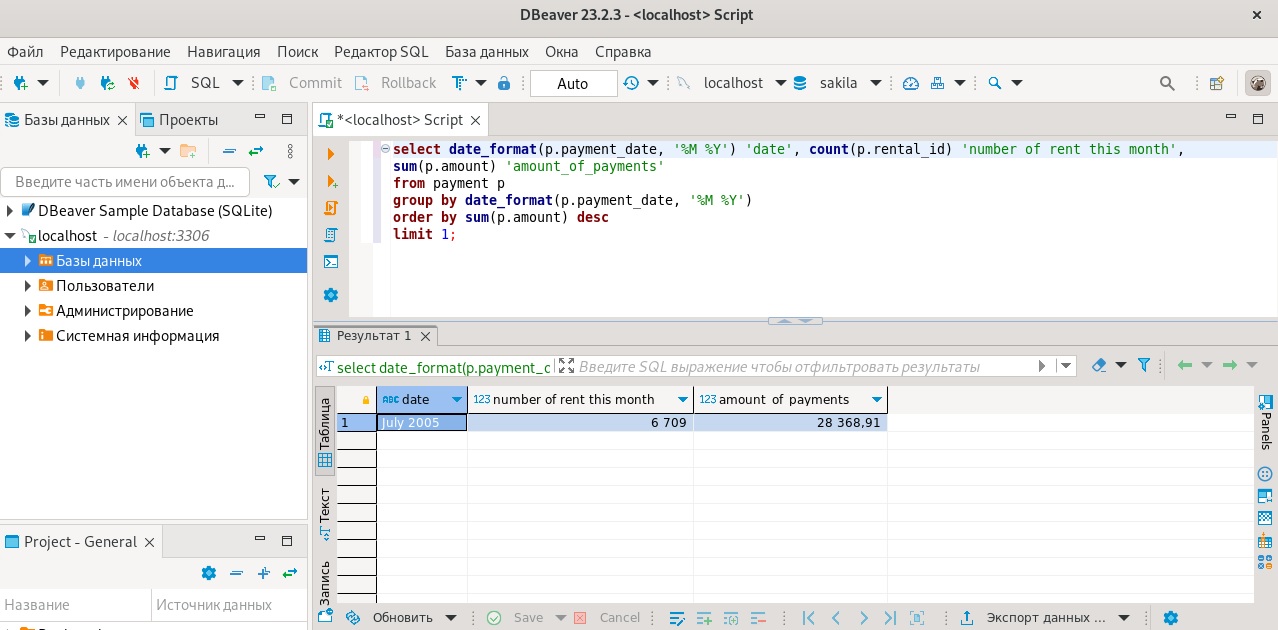 DBeaver 23.2.3 - <localhost> Script
Файл Редактирование Навигация Поиск Редактор SQL База данных Окна Справка
SQL Commit Rollback Auto localhost sakila
Базы данных Проекты
Введите часть имени объекта д...
DBeaver Sample Database (SQLite)
localhost - localhost:3306
Базы данных
Пользователи
Администрирование
Системная информация
Project - General
Название Источник данных
*<localhost> Script
select date_format(p.payment_date, '%M %Y') 'date', count(p.rental_id) 'number of rent this month',
sum(p.amount) 'amount_of_payments'
from payment p
group by date_format(p.payment_date, '%M %Y')
order by sum(p.amount) desc
limit 1;
Результат 1
select date_format(p.payment_c Введите SQL выражение чтобы отфильтровать результаты
Таблица
Текст
Запись
ABC date 123 number of rent this month 123 amount_of_payments
1 July 2005 6 709 28 368,91
Panels
Обновить Save Cancel Экспорт данных ...